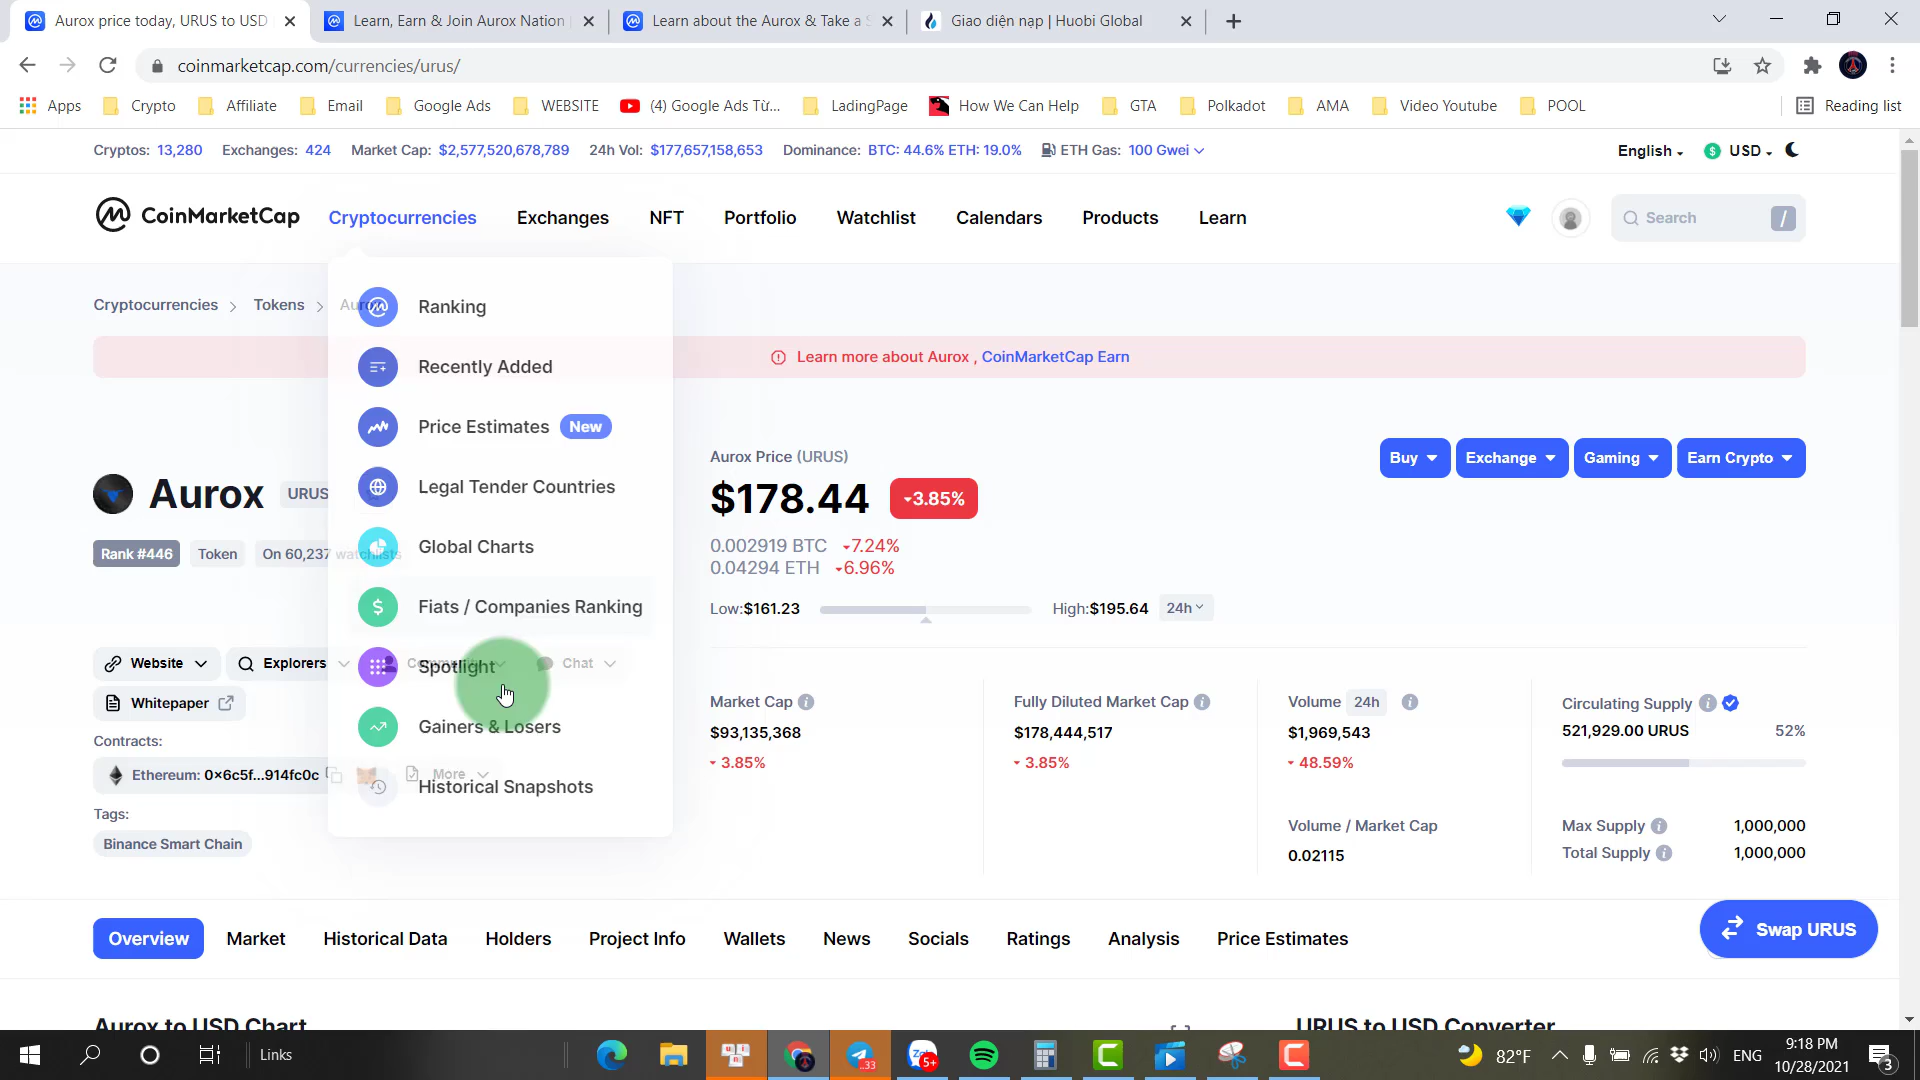 Aurox price today, URUS to USD
Learn, Earn & Join Aurox Nation
Learn about the Aurox & Take a S
Giao diện nạp | Huobi Global
coinmarketcap.com/currencies/urus/
Apps
Crypto
Affiliate
Email
Google Ads
WEBSITE
(4) Google Ads Từ...
LadingPage
How We Can Help
GTA
Polkadot
AMA
Video Youtube
POOL
Reading list
Cryptos: 13,280 Exchanges: 424 Market Cap: $2,577,520,678,789 24h Vol: $177,657,158,653 Dominance: BTC: 44.6% ETH: 19.0% ETH Gas: 100 Gwei
English
USD
CoinMarketCap
Cryptocurrencies
Exchanges
NFT
Portfolio
Watchlist
Calendars
Products
Learn
Search
/
Cryptocurrencies
Tokens
Ranking
Recently Added
Price Estimates New
Legal Tender Countries
Global Charts
Fiats / Companies Ranking
Spotlight
Gainers & Losers
Historical Snapshots
Learn more about Aurox , CoinMarketCap Earn
Aurox URUS
Rank #446
Token
On 60,237 watchlists
Website
Explorers
Chat
Whitepaper
Contracts:
Ethereum: 0x6c5f...914fc0c
More
Tags:
Binance Smart Chain
Aurox Price (URUS)
$178.44 3.85%
0.002919 BTC 7.24%
0.04294 ETH 6.96%
Low:$161.23
High:$195.64
24h
Buy
Exchange
Gaming
Earn Crypto
Market Cap
$93,135,368
3.85%
Fully Diluted Market Cap
$178,444,517
3.85%
Volume 24h
$1,969,543
48.59%
Volume / Market Cap
0.02115
Circulating Supply
521,929.00 URUS 52%
Max Supply 1,000,000
Total Supply 1,000,000
Overview
Market
Historical Data
Holders
Project Info
Wallets
News
Socials
Ratings
Analysis
Price Estimates
Swap URUS
Aurox to USD Chart
URUS to USD Converter
Links
33
5+
82°F
ENG
9:18 PM
10/28/2021
3